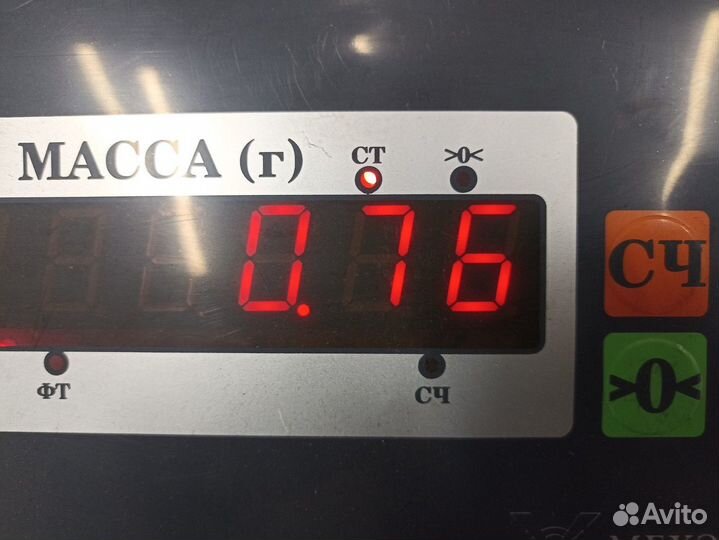 МАССА (г)
СТ >0<
0.76
СЧ
>0<
ФТ СЧ
Avito